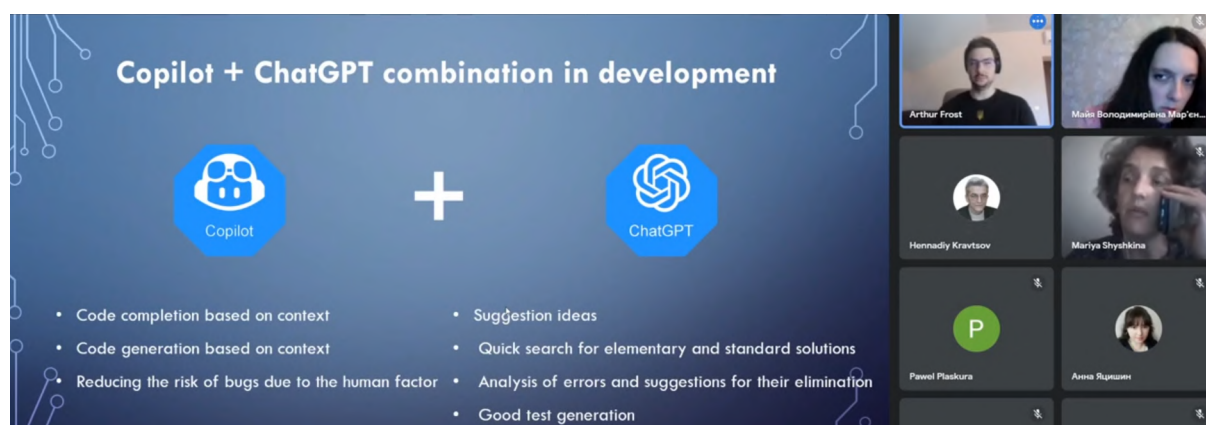 Copilot + ChatGPT combination in development
Copilot
+
ChatGPT
• Code completion based on context
• Code generation based on context
• Reducing the risk of bugs due to the human factor
• Suggestion ideas
• Quick search for elementary and standard solutions
• Analysis of errors and suggestions for their elimination
• Good test generation
Arthur Frost
Майя Володимирівна Мар'єн...
Hennadiy Kravtsov
Mariya Shyshkina
P
Pawel Plaskura
Анна Яцишин